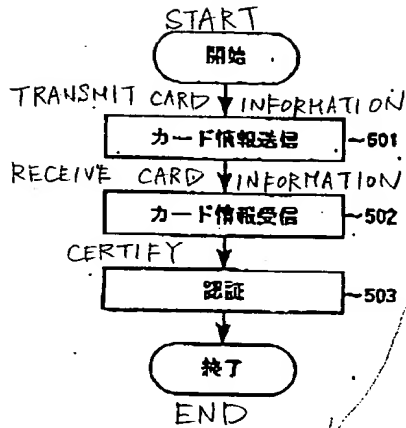 START
開始
TRANSMIT CARD INFORMATION
カード情報送信 ~501
RECEIVE CARD INFORMATION
カード情報受信 ~502
CERTIFY
認証 ~503
終了
END